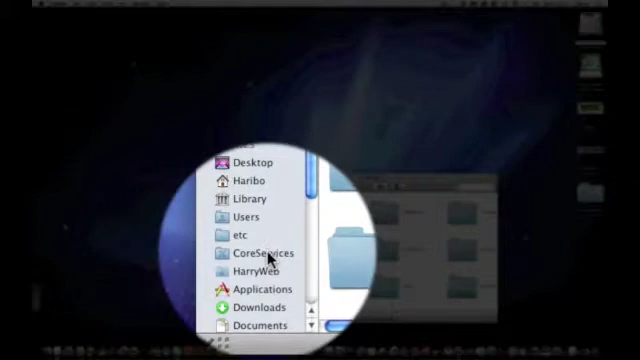 Desktop
Haribo
Library
Users
etc
CoreServices
HarryWeb
Applications
Downloads
Documents